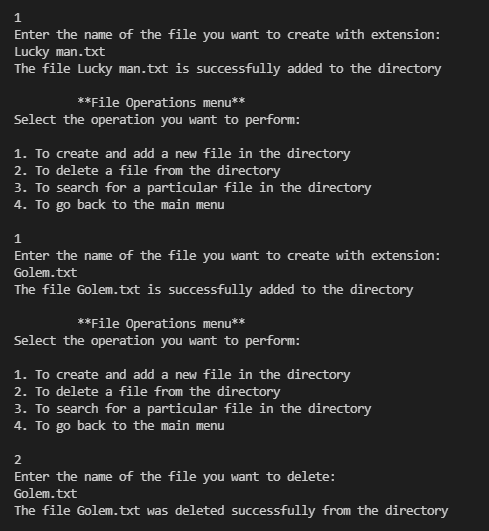 1
Enter the name of the file you want to create with extension:
Lucky man.txt
The file Lucky man.txt is successfully added to the directory
**File Operations menu**
Select the operation you want to perform:
1. To create and add a new file in the directory
2. To delete a file from the directory
3. To search for a particular file in the directory
4. To go back to the main menu
1
Enter the name of the file you want to create with extension:
Golem.txt
The file Golem.txt is successfully added to the directory
**File Operations menu**
Select the operation you want to perform:
1. To create and add a new file in the directory
2. To delete a file from the directory
3. To search for a particular file in the directory
4. To go back to the main menu
2
Enter the name of the file you want to delete:
Golem.txt
The file Golem.txt was deleted successfully from the directory